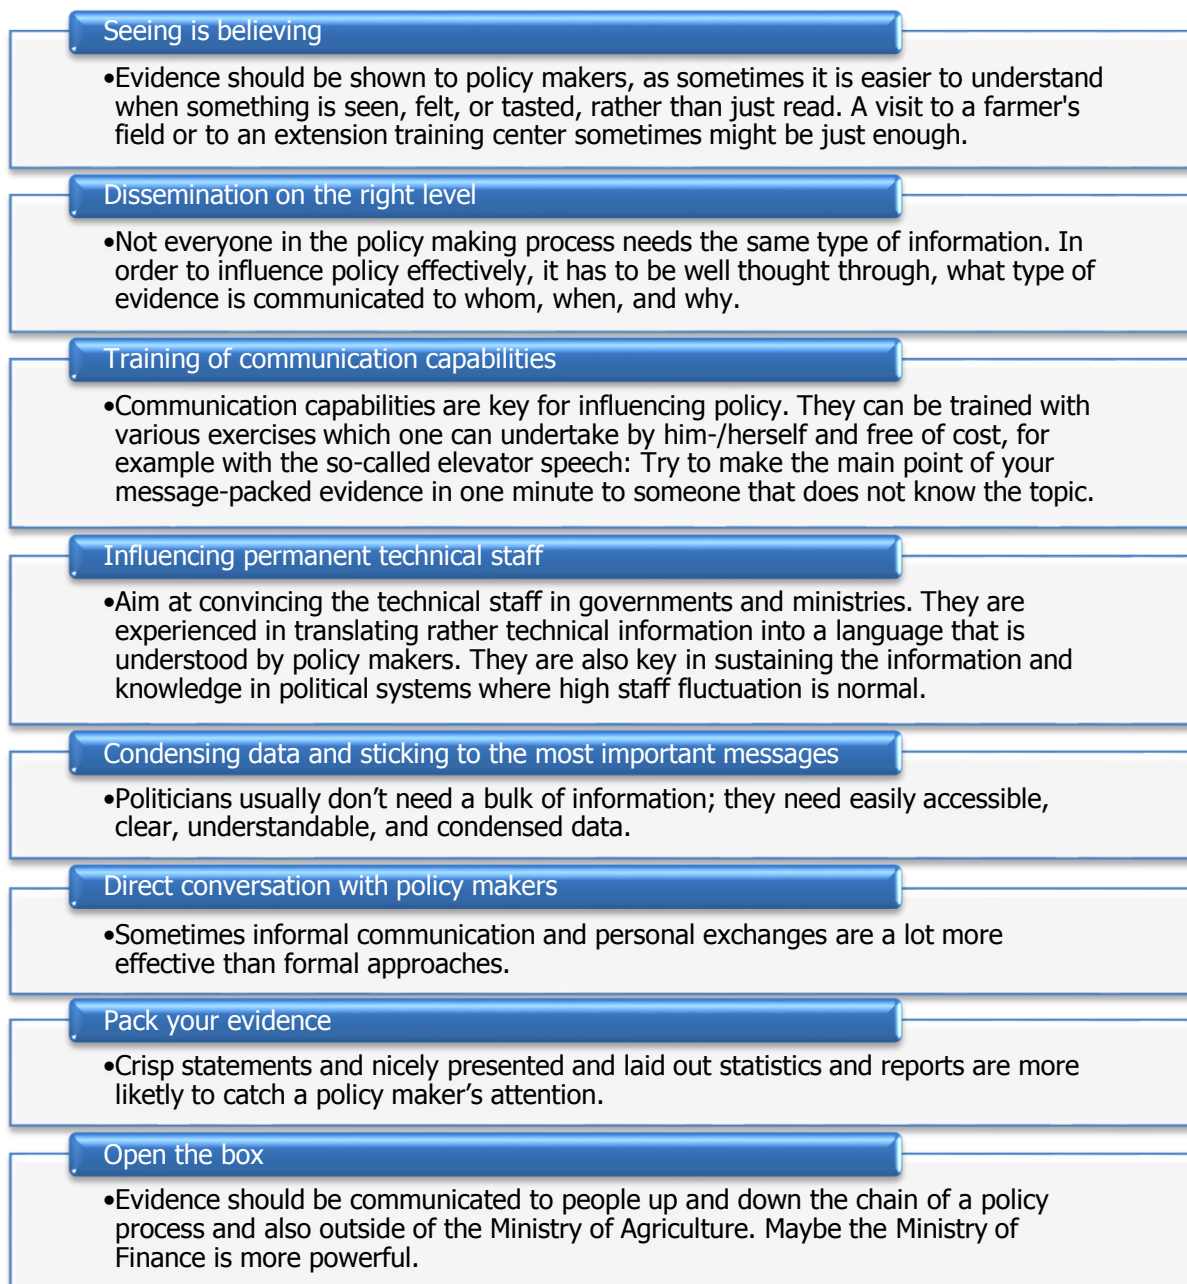 Seeing is believing
•Evidence should be shown to policy makers, as sometimes it is easier to understand
when something is seen, felt, or tasted, rather than just read. A visit to a farmer's
field or to an extension training center sometimes might be just enough.
Dissemination on the right level
•Not everyone in the policy making process needs the same type of information. In
order to influence policy effectively, it has to be well thought through, what type of
evidence is communicated to whom, when, and why.
Training of communication capabilities
•Communication capabilities are key for influencing policy. They can be trained with
various exercises which one can undertake by him-/herself and free of cost, for
example with the so-called elevator speech: Try to make the main point of your
message-packed evidence in one minute to someone that does not know the topic.
Influencing permanent technical staff
•Aim at convincing the technical staff in governments and ministries. They are
experienced in translating rather technical information into a language that is
understood by policy makers. They are also key in sustaining the information and
knowledge in political systems where high staff fluctuation is normal.
Condensing data and sticking to the most important messages
•Politicians usually don’t need a bulk of information; they need easily accessible,
clear, understandable, and condensed data.
Direct conversation with policy makers
•Sometimes informal communication and personal exchanges are a lot more
effective than formal approaches.
Pack your evidence
•Crisp statements and nicely presented and laid out statistics and reports are more
liketly to catch a policy maker’s attention.
Open the box
•Evidence should be communicated to people up and down the chain of a policy
process and also outside of the Ministry of Agriculture. Maybe the Ministry of
Finance is more powerful.